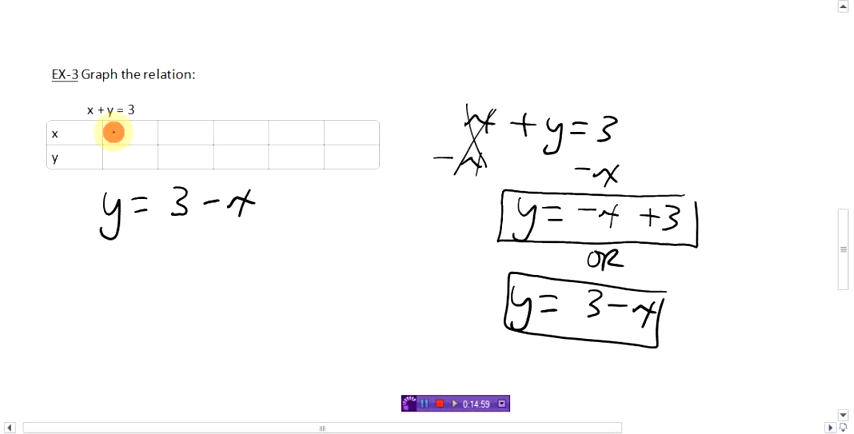 EX-3 Graph the relation:
x + y = 3
x
y
y = 3 - x
x + y = 3
-x -x
y = -x + 3
OR
y = 3 - x
0:14:59